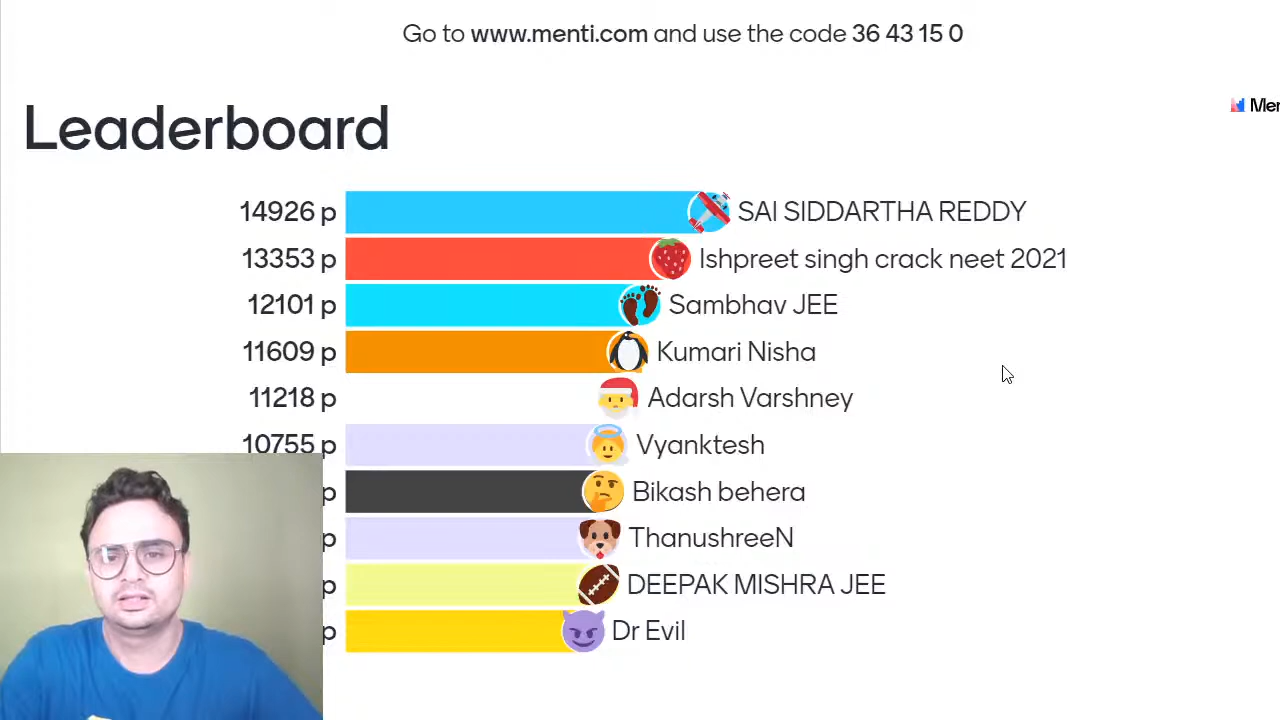 Go to www.menti.com and use the code 36 43 15 0
Leaderboard
14926 p SAI SIDDARTHA REDDY
13353 p Ishpreet singh crack neet 2021
12101 p Sambhav JEE
11609 p Kumari Nisha
11218 p Adarsh Varshney
10755 p Vyanktesh
p Bikash behera
p ThanushreeN
p DEEPAK MISHRA JEE
p Dr Evil